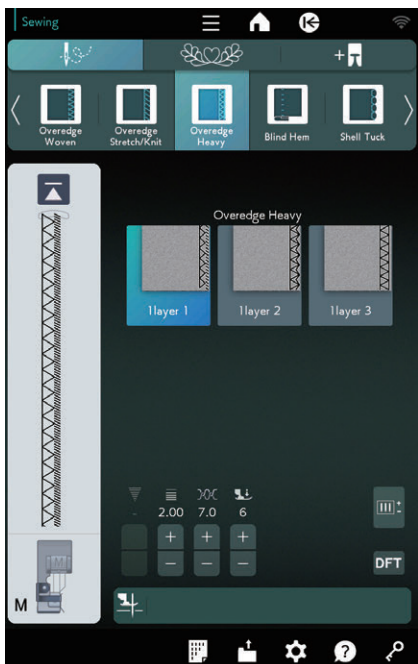 Sewing
Overedge
Woven
Overedge
Stretch/Knit
Overedge
Heavy
Blind Hem
Shell Tuck
Overedge Heavy
1layer 1
1layer 2
1layer 3
- 2.00 7.0 6
+ + +
− − −
DFT
M